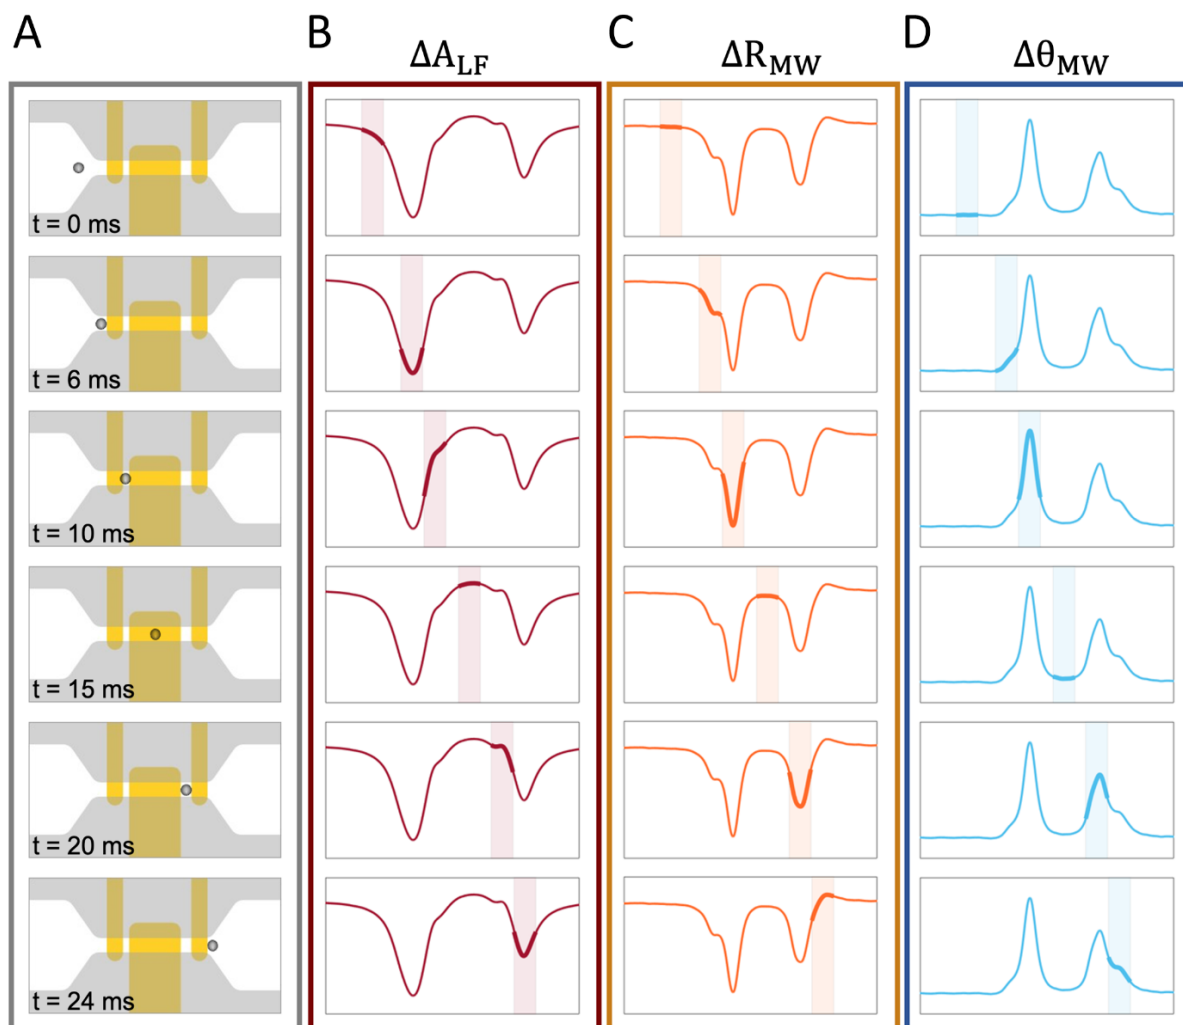 A
B
C
D
ΔA_LF
ΔR_MW
Δθ_MW
t = 0 ms
t = 6 ms
t = 10 ms
t = 15 ms
t = 20 ms
t = 24 ms